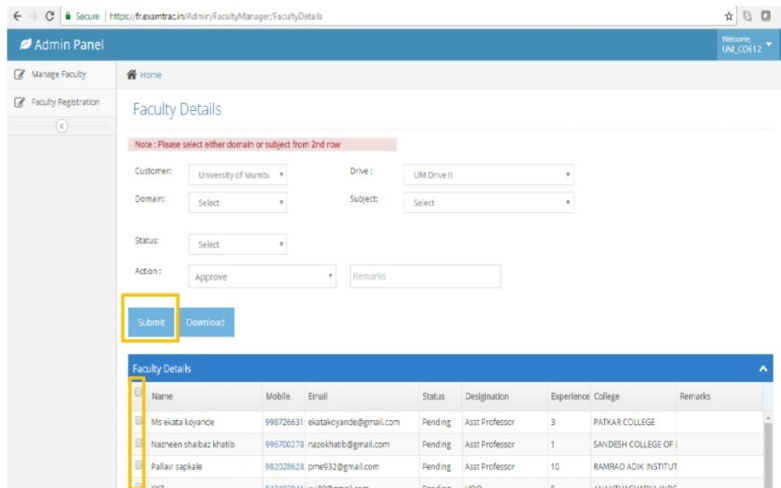 Secure | https://fr.examtrac.in/Admin/FacultyManager/FacultyDetails
Admin Panel
Welcome,
UM_COE12
Manage Faculty
Home
Faculty Registration
Faculty Details
Note : Please select either domain or subject from 2nd row
Customer: University of Mumba Drive : UM Drive II
Domain: Select Subject: Select
Status: Select
Action : Approve Remarks
Submit Download
Faculty Details
Name Mobile Email Status Desigination Experience College Remarks
Ms ekata koyande 998726631 ekatakoyande@gmail.com Pending Asst Professor 3 PATKAR COLLEGE
Nazneen shaibaz khatib 996700278 nazokhatib@gmail.com Pending Asst Professor 1 SANDESH COLLEGE OF
Pallavi sapkale 982028628 pme932@gmail.com Pending Asst Professor 10 RAMRAO ADIK INSTITUT
Pending